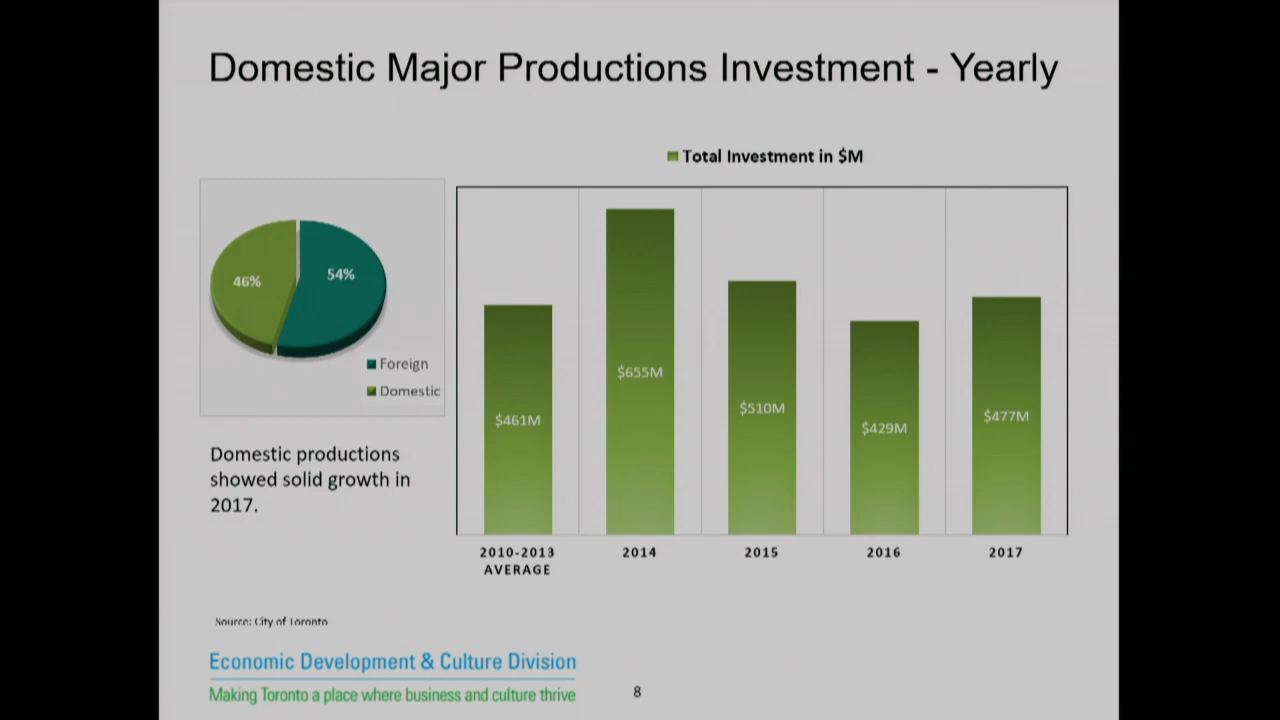 Domestic Major Productions Investment - Yearly
Total Investment in $M
46%
54%
Foreign
Domestic
Domestic productions
showed solid growth in
2017.
$461M
$655M
$510M
$429M
$477M
2010-2013
AVERAGE
2014
2015
2016
2017
Source: City of Toronto
Economic Development & Culture Division
Making Toronto a place where business and culture thrive
8